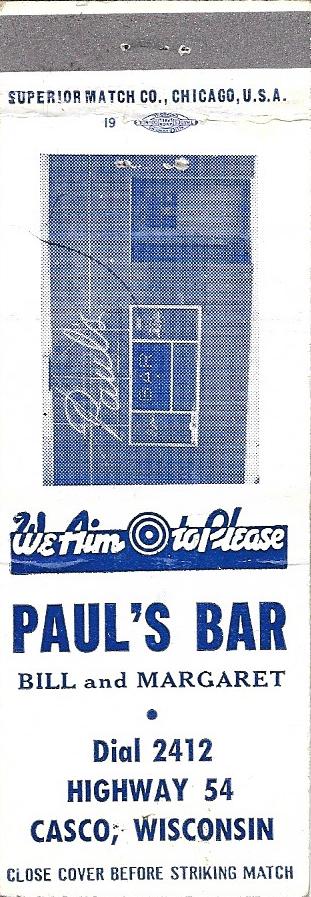 SUPERIOR MATCH CO., CHICAGO, U.S.A.
19
Paul's
BAR
We Aim to Please
PAUL'S BAR
BILL and MARGARET
Dial 2412
HIGHWAY 54
CASCO, WISCONSIN
CLOSE COVER BEFORE STRIKING MATCH